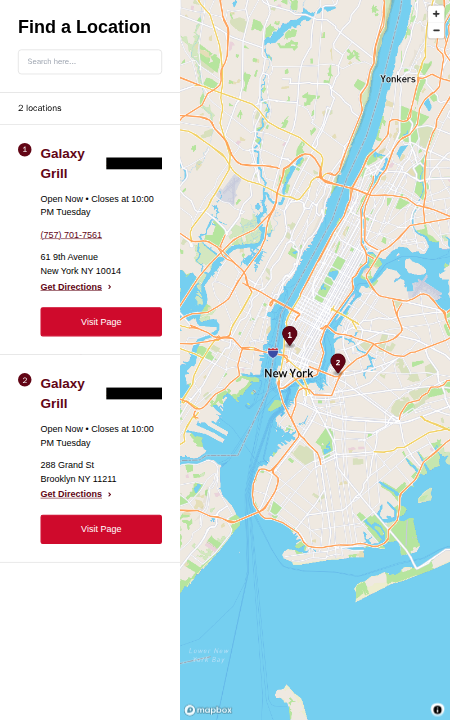 Find a Location
Search here...
2 locations
1
Galaxy
Grill
Open Now • Closes at 10:00
PM Tuesday
(757) 701-7561
61 9th Avenue
New York NY 10014
Get Directions
Visit Page
2
Galaxy
Grill
Open Now • Closes at 10:00
PM Tuesday
288 Grand St
Brooklyn NY 11211
Get Directions
Visit Page
+
−
Yonkers
1
2
New York
Lower New
York Bay
mapbox